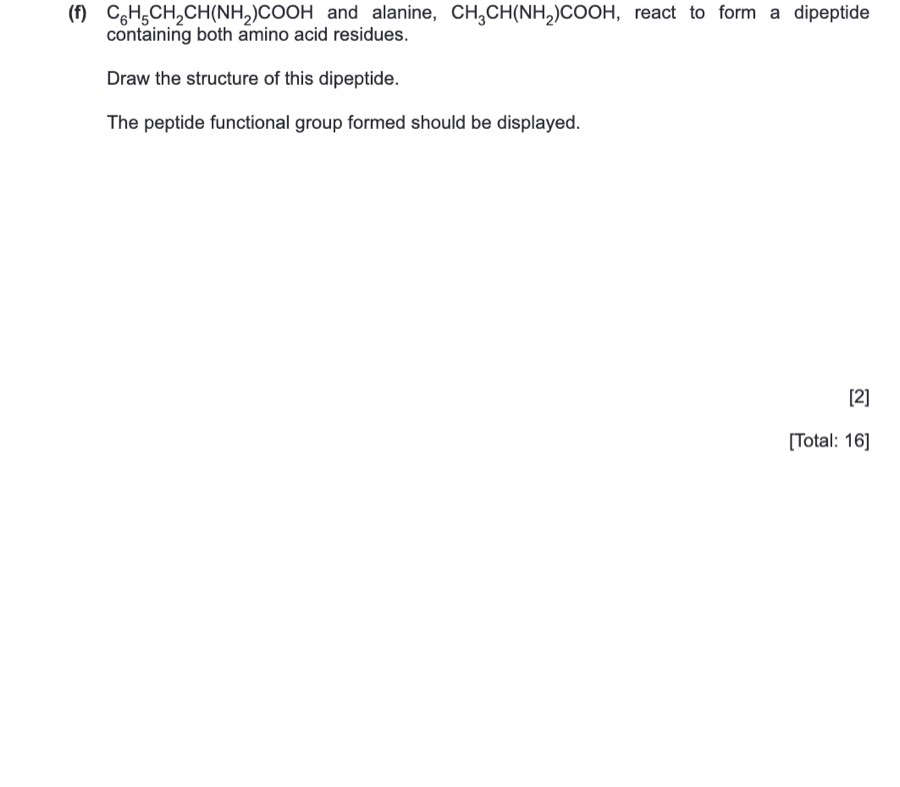 (f) C₆H₅CH₂CH(NH₂)COOH and alanine, CH₃CH(NH₂)COOH, react to form a dipeptide
containing both amino acid residues.
Draw the structure of this dipeptide.
The peptide functional group formed should be displayed.
[2]
[Total: 16]